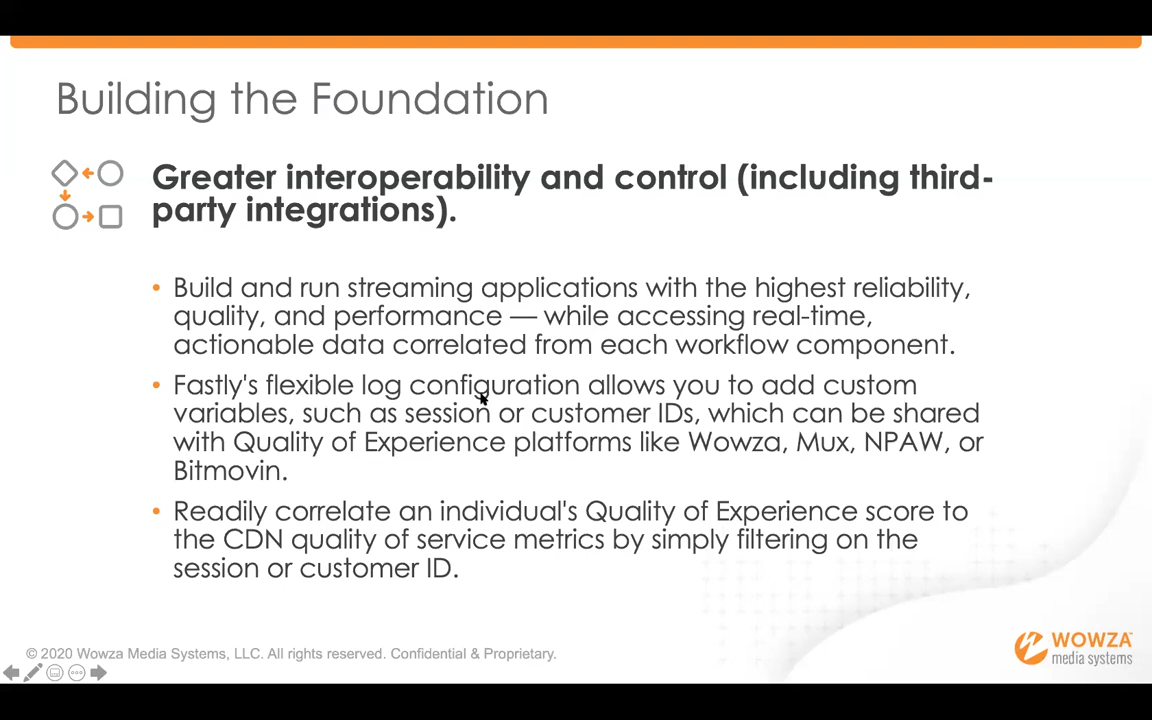 Building the Foundation
Greater interoperability and control (including third-
party integrations).
• Build and run streaming applications with the highest reliability,
quality, and performance — while accessing real-time,
actionable data correlated from each workflow component.
• Fastly's flexible log configuration allows you to add custom
variables, such as session or customer IDs, which can be shared
with Quality of Experience platforms like Wowza, Mux, NPAW, or
Bitmovin.
• Readily correlate an individual's Quality of Experience score to
the CDN quality of service metrics by simply filtering on the
session or customer ID.
© 2020 Wowza Media Systems, LLC. All rights reserved. Confidential & Proprietary.
WOWZA™
media systems